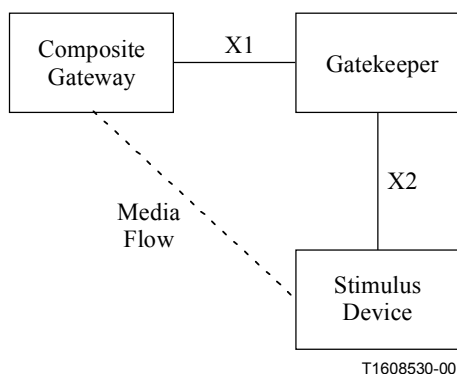 Composite
Gateway
X1
Gatekeeper
X2
Media
Flow
Stimulus
Device
T1608530-00